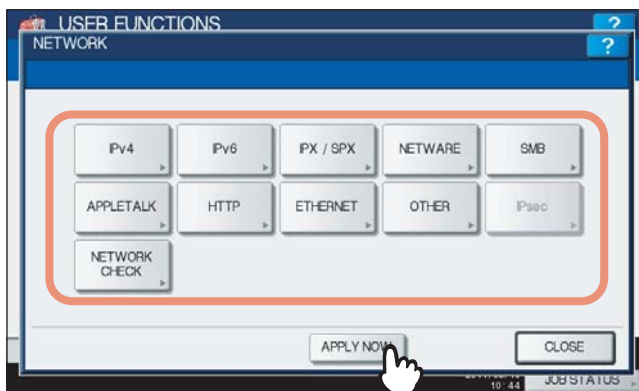 USER FUNCTIONS ?
NETWORK ?
IPv4 IPv6 IPX / SPX NETWARE SMB
APPLETALK HTTP ETHERNET OTHER IPsec
NETWORK
CHECK
APPLY NOW CLOSE
10:44 JOB STATUS